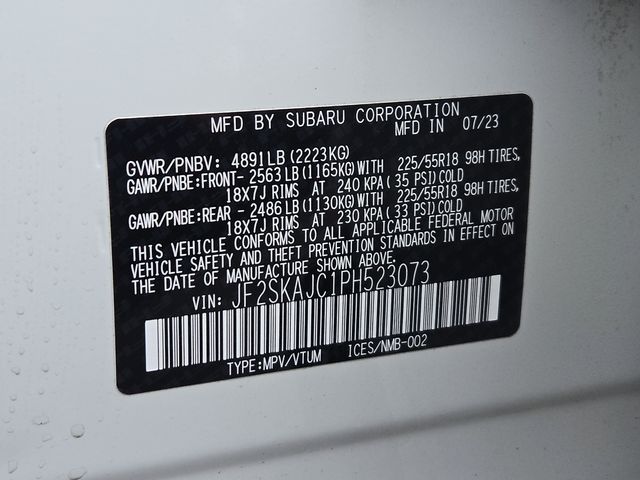 MFD BY SUBARU CORPORATION
MFD IN 07/23
GVWR/PNBV: 4891LB(2223KG)
GAWR/PNBE:FRONT-2563LB(1165KG)WITH 225/55R18 98H TIRES,
18X7J RIMS AT 240 KPA(35 PSI)COLD
GAWR/PNBE:REAR -2486LB(1130KG)WITH 225/55R18 98H TIRES,
18X7J RIMS AT 230 KPA(33 PSI)COLD
THIS VEHICLE CONFORMS TO ALL APPLICABLE FEDERAL MOTOR
VEHICLE SAFETY AND THEFT PREVENTION STANDARDS IN EFFECT ON
THE DATE OF MANUFACTURE SHOWN ABOVE.
VIN: JF2SKAJC1PH523073
TYPE:MPV/VTUM ICES/NMB-002